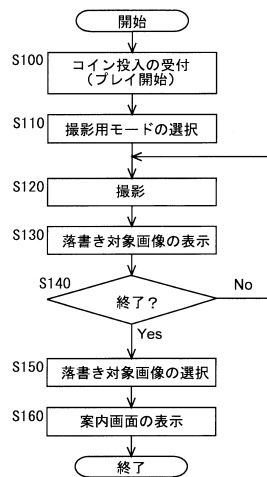 開始
S100
コイン投入の受付
(プレイ開始)
S110
撮影用モードの選択
S120
撮影
S130
落書き対象画像の表示
S140
終了?
No
Yes
S150
落書き対象画像の選択
S160
案内画面の表示
終了